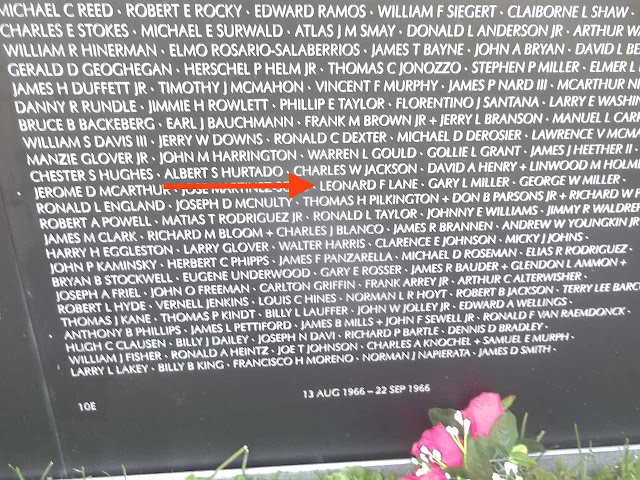 MICHAEL C REED · ROBERT E ROCKY · EDWARD RAMOS · WILLIAM F SIEGERT · CLAIBORNE L SHAW ·
CHARLES E STOKES · MICHAEL E SURWALD · ATLAS J M SMAY · DONALD L ANDERSON JR · ARTHUR WA
WILLIAM R HINERMAN · ELMO ROSARIO-SALABERRIOS · JAMES T BAYNE · JOHN A BRYAN · DAVID L BE
GERALD D GEOGHEGAN · HERSCHEL P HELM JR · THOMAS C JONOZZO · STEPHEN P MILLER · ELMER L
JAMES H DUFFETT JR · TIMOTHY J MCMAHON · VINCENT F MURPHY · JAMES P NARD III · MCARTHUR NI
DANNY R RUNDLE · JIMMIE H ROWLETT · PHILLIP E TAYLOR · FLORENTINO J SANTANA · LARRY E WASHIN
BRUCE B BACKEBERG · EARL J BAUCHMANN · FRANK M BROWN JR + JERRY L BRANSON · MANUEL L CAR
WILLIAM S DAVIS III · JERRY W DOWNS · RONALD C DEXTER · MICHAEL D DEROSIER · LAWRENCE V MCM
MANZIE GLOVER JR · JOHN M HARRINGTON · WARREN L GOULD · GOLLIE L GRANT · JAMES J HEETER II ·
CHESTER S HUGHES · ALBERT S HURTADO · CHARLES W JACKSON · DAVID A HENRY + LINWOOD M HOLM
JEROME D MCARTHUR · JOSE MARTINEZ · LEONARD F LANE · GARY L MILLER · GEORGE W MILLER ·
RONALD L ENGLAND · JOSEPH D MCNULTY · THOMAS H PILKINGTON + DON B PARSONS JR + RICHARD W
ROBERT A POWELL · MATIAS T RODRIGUEZ JR · RONALD L TAYLOR · JOHNNY E WILLIAMS · JIMMY R WALDREF
JAMES M CLARK · RICHARD M BLOOM + CHARLES J BLANCO · JAMES R BRANNEN · ANDREW W YOUNGKIN JR
HARRY H EGGLESTON · LARRY GLOVER · WALTER HARRIS · CLARENCE E JOHNSON · MICKY J JOHNS ·
JOHN P KAMINSKY · HERBERT C PHIPPS · JAMES F PANZARELLA · MICHAEL D ROSEMAN · ELIAS R RODRIGUEZ ·
BRYAN B STOCKWELL · EUGENE UNDERWOOD · GARY E ROSSER · JAMES R BAUDER + GLENDON L AMMON +
JOSEPH A FRIEL · JOHN O FREEMAN · CARLTON GRIFFIN · FRANK ARREY JR · ARTHUR C ALTERWISHER ·
ROBERT L HYDE · VERNELL JENKINS · LOUIS C HINES · NORMAN L R HOYT · ROBERT B JACKSON · TERRY LEE BARC
THOMAS J KANE · THOMAS P KINDT · BILLY L LAUFFER · JOHN W JOLLEY JR · EDWARD A WELLINGS ·
ANTHONY B PHILLIPS · JAMES L PETTIFORD · JAMES B MILLS + JOHN F SEWELL JR · RONALD F VAN RAEMDONCK ·
HUGH C CLAUSEN · BILLY J DAILEY · JOSEPH N DAVI · RICHARD P BARTLE · DENNIS D BRADLEY ·
WILLIAM J FISHER · RONALD A HEINTZ · JOE T JOHNSON · CHARLES A KNOCHEL + SAMUEL E MURPH ·
LARRY L LAKEY · BILLY B KING · FRANCISCO H MORENO · NORMAN J NAPIERATA · JAMES D SMITH ·
10E
13 AUG 1966 – 22 SEP 1966